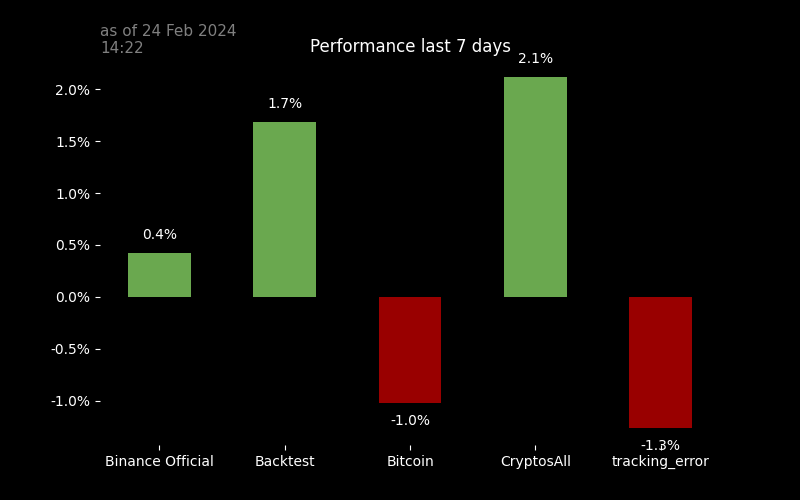 as of 24 Feb 2024
14:22
Performance last 7 days
2.1%
2.0%
1.7%
1.5%
1.0%
0.5%
0.4%
0.0%
-0.5%
-1.0%
-1.0%
-1.3%
Binance Official
Backtest
Bitcoin
CryptosAll
tracking_error